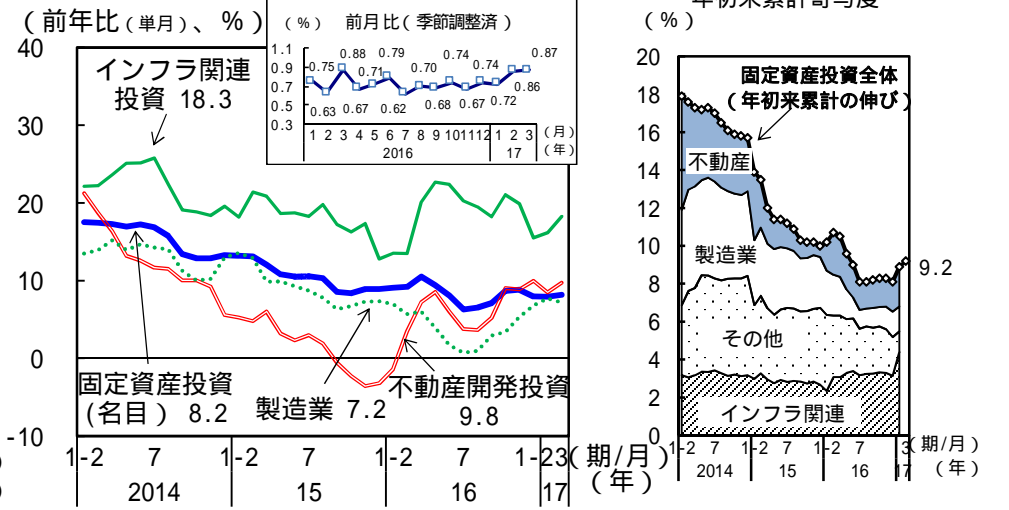 (前年比(単月)、%)
40
30
20
10
0
-10
インフラ関連
投資 18.3
固定資産投資
(名目) 8.2
製造業 7.2
不動産開発投資
9.8
1-2 7 1-2 7 1-2 7 1-2 3 (期/月)
2014 15 16 17 (年)
(%) 前月比(季節調整済)
1.1
0.9
0.7
0.5
0.3
0.75 0.63 0.88 0.67 0.71 0.79 0.62 0.70 0.68 0.74 0.67 0.74 0.72 0.86 0.87
1 2 3 4 5 6 7 8 9 10 11 12 1 2 3 (月)
2016 17 (年)
(%)
20
18
16
14
12
10
8
6
4
2
0
固定資産投資全体
(年初来累計の伸び)
不動産
製造業
その他
インフラ関連
9.2
1-2 7 1-2 7 1-2 7 1-2 3 (期/月)
2014 15 16 17 (年)